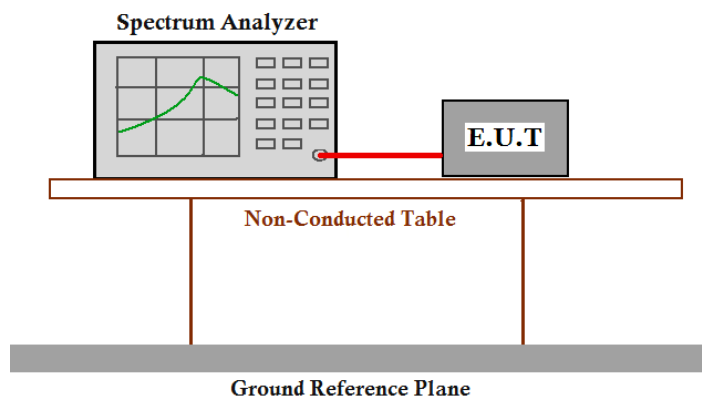 Spectrum Analyzer
E.U.T
Non-Conducted Table
Ground Reference Plane